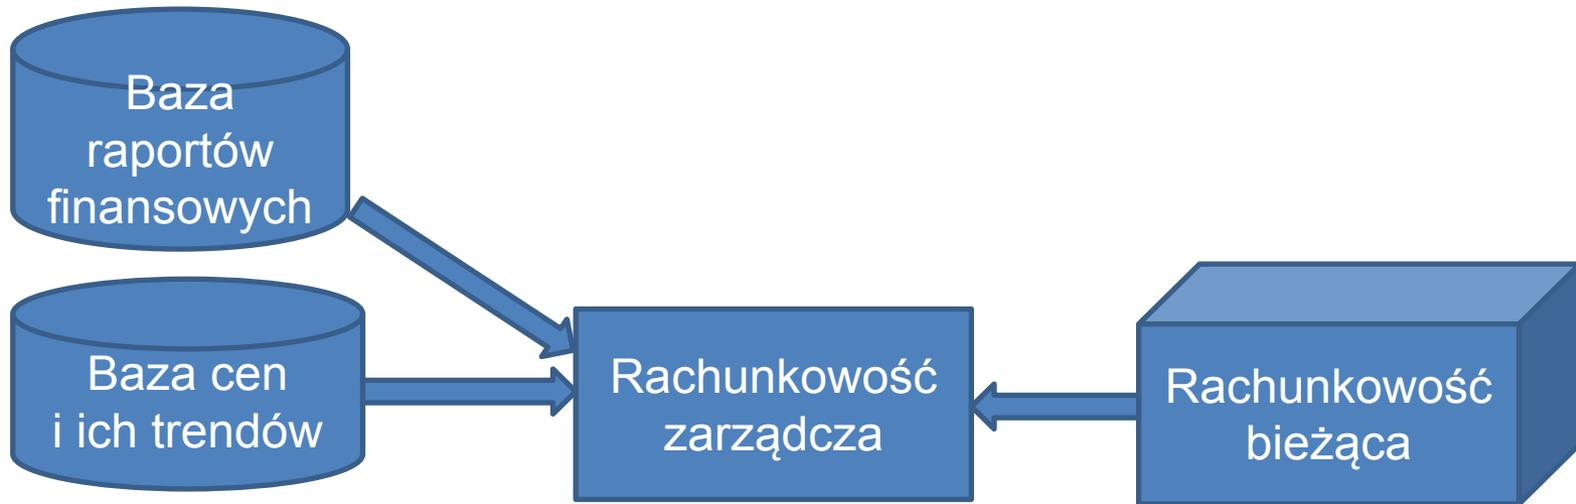 Baza
raportów
finansowych
Baza cen
i ich trendów
Rachunkowość
zarządcza
Rachunkowość
bieżąca